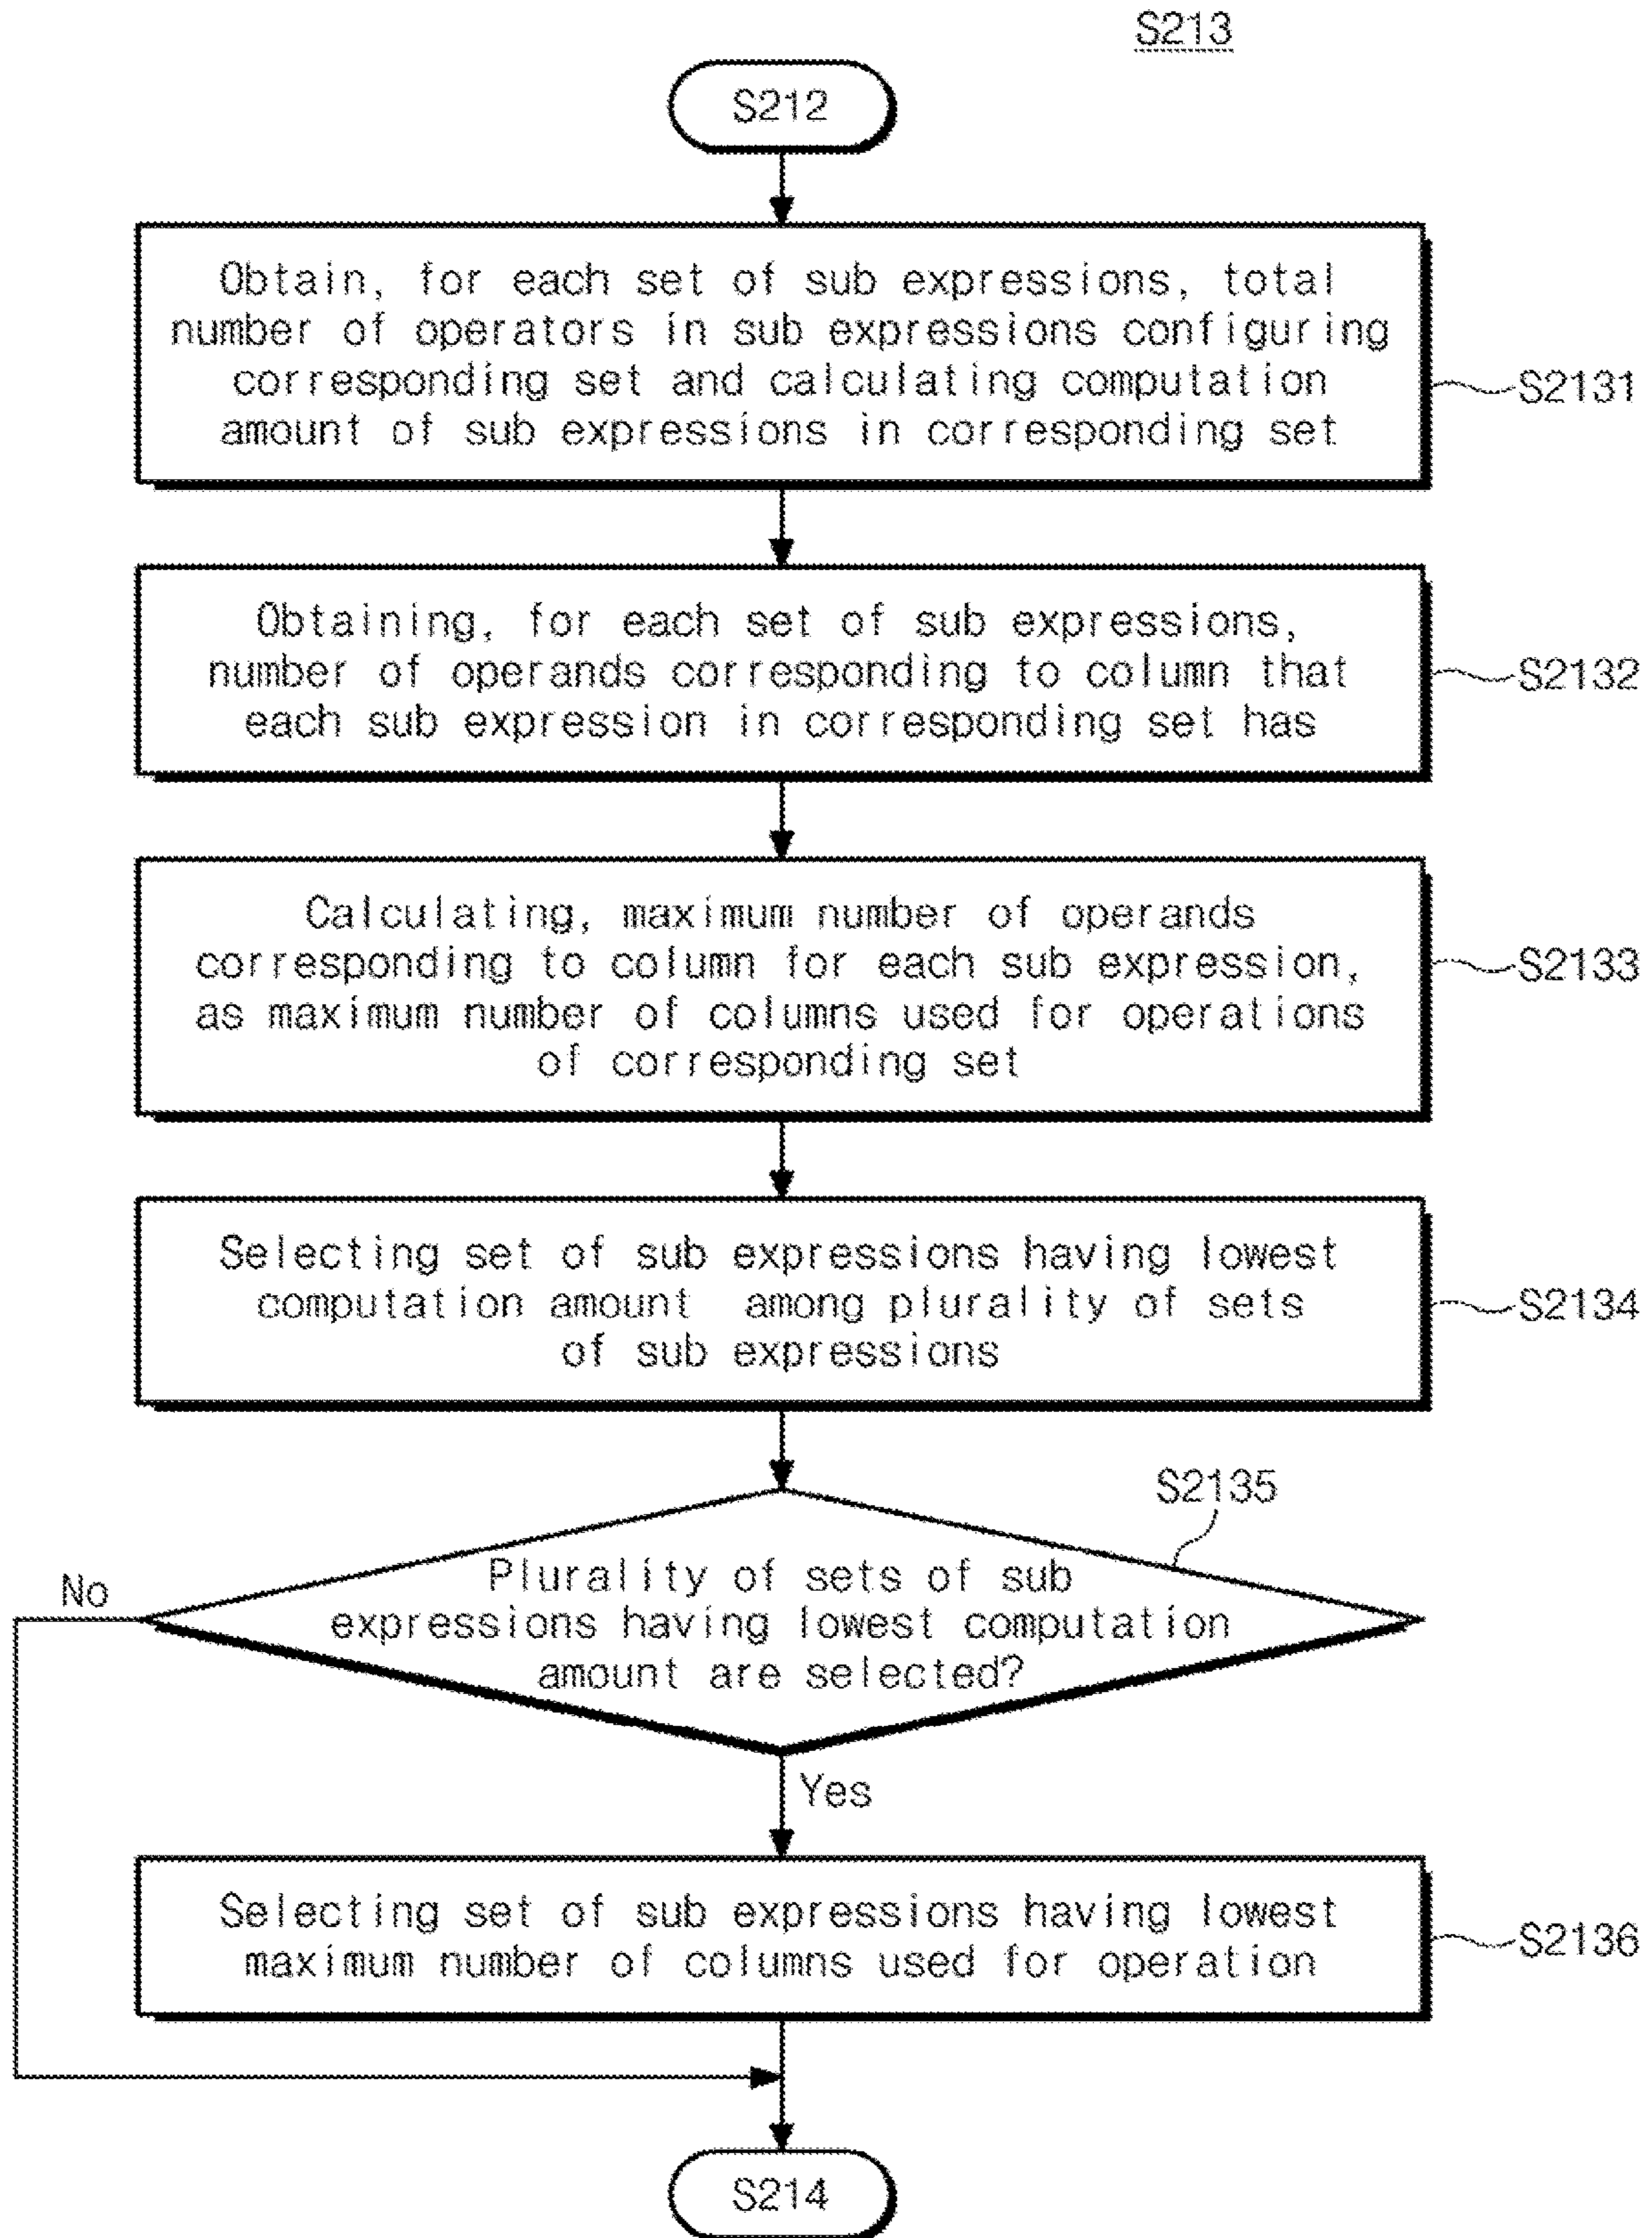 S213
S212
Obtain, for each set of sub expressions, total
number of operators in sub expressions configuring
corresponding set and calculating computation
amount of sub expressions in corresponding set
S2131
Obtaining, for each set of sub expressions,
number of operands corresponding to column that
each sub expression in corresponding set has
S2132
Calculating, maximum number of operands
corresponding to column for each sub expression,
as maximum number of columns used for operations
of corresponding set
S2133
Selecting set of sub expressions having lowest
computation amount among plurality of sets
of sub expressions
S2134
S2135
Plurality of sets of sub
expressions having lowest computation
amount are selected?
No
Yes
Selecting set of sub expressions having lowest
maximum number of columns used for operation
S2136
S214